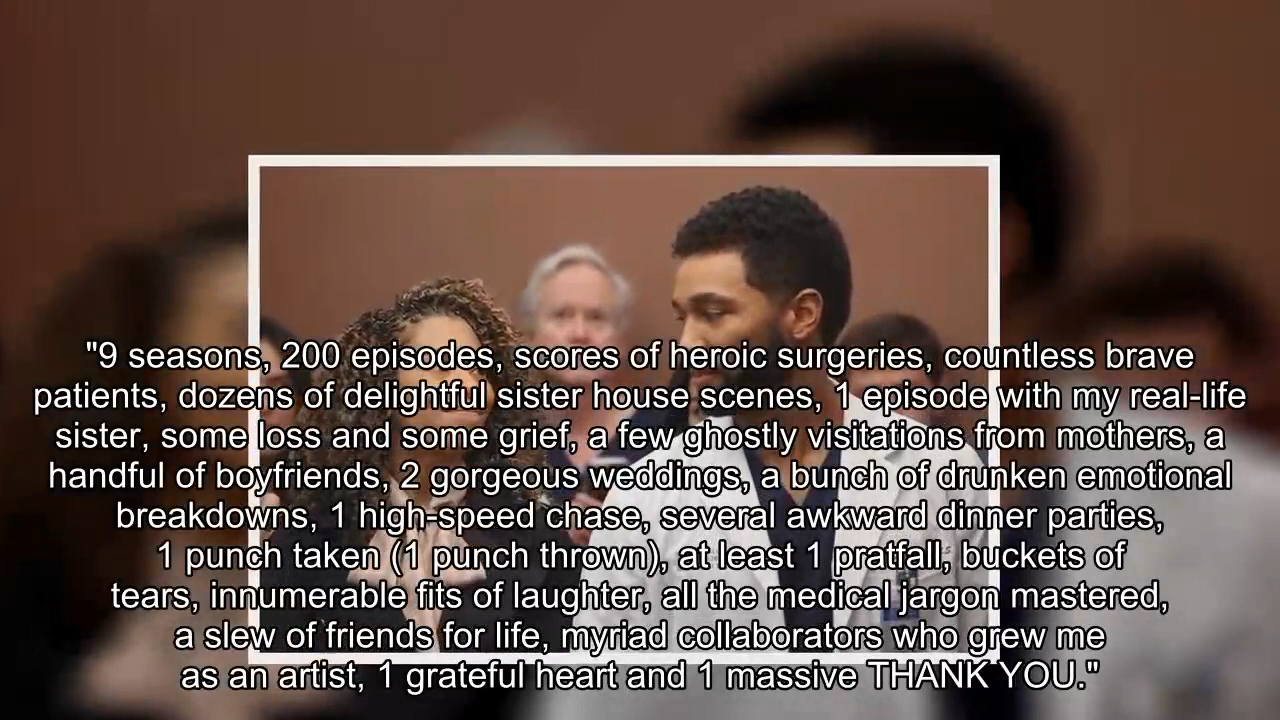 "9 seasons, 200 episodes, scores of heroic surgeries, countless brave
patients, dozens of delightful sister house scenes, 1 episode with my real-life
sister, some loss and some grief, a few ghostly visitations from mothers, a
handful of boyfriends, 2 gorgeous weddings, a bunch of drunken emotional
breakdowns, 1 high-speed chase, several awkward dinner parties,
1 punch taken (1 punch thrown), at least 1 pratfall, buckets of
tears, innumerable fits of laughter, all the medical jargon mastered,
a slew of friends for life, myriad collaborators who grew me
as an artist, 1 grateful heart and 1 massive THANK YOU."